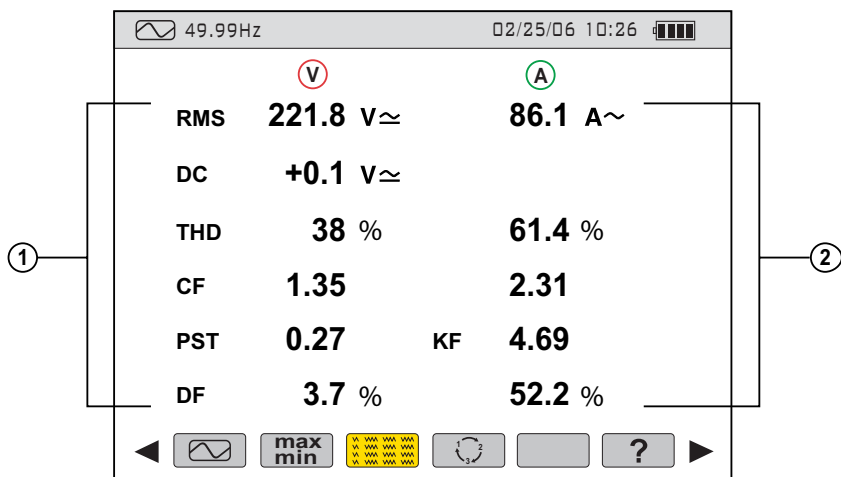 49.99Hz 02/25/06 10:26
V A
RMS 221.8 V≃ 86.1 A~
DC +0.1 V≃
THD 38 % 61.4 %
1 2
CF 1.35 2.31
PST 0.27 KF 4.69
DF 3.7 % 52.2 %
max
min 1 2 3 ?